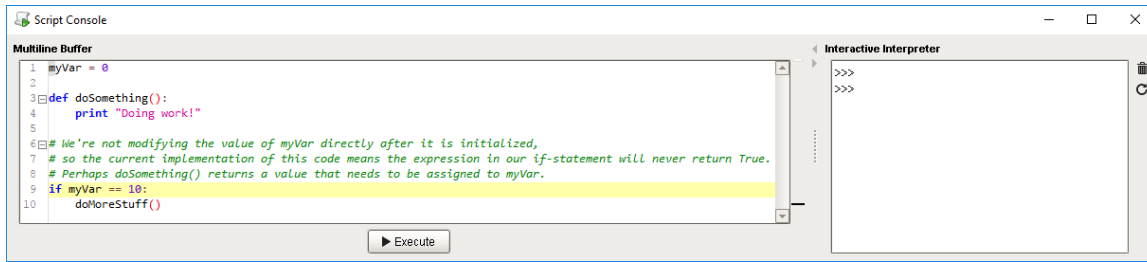 Script Console
Multiline Buffer
1 myVar = 0
2
3 def doSomething():
4     print "Doing work!"
5
6 # We're not modifying the value of myVar directly after it is initialized,
7 # so the current implementation of this code means the expression in our if-statement will never return True.
8 # Perhaps doSomething() returns a value that needs to be assigned to myVar.
9 if myVar == 10:
10     doMoreStuff()
Execute
Interactive Interpreter
>>>
>>>